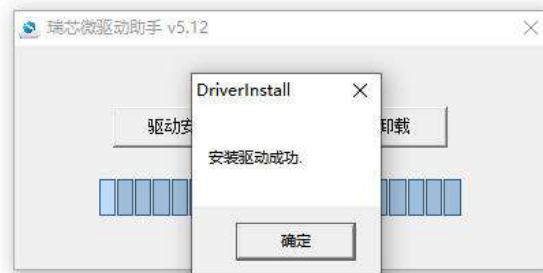 瑞芯微驱动助手 v5.12
DriverInstall
驱动安
卸载
安装驱动成功.
确定